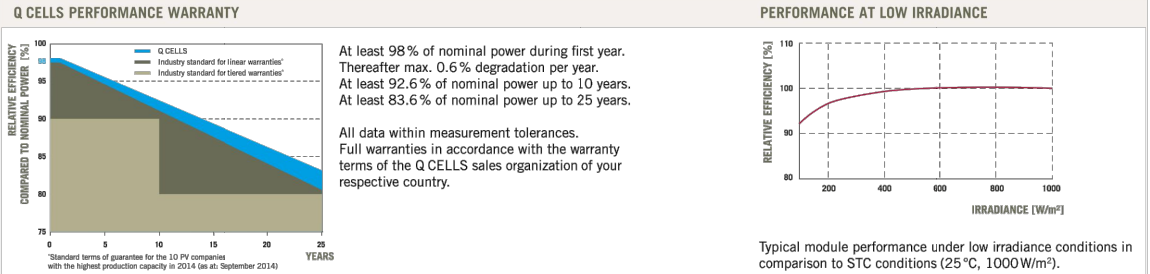 Q CELLS PERFORMANCE WARRANTY
RELATIVE EFFICIENCY
COMPARED TO NOMINAL POWER [%]
100
98
95
90
85
80
75
Q CELLS
Industry standard for linear warranties*
Industry standard for tiered warranties*
0 5 10 15 20 25
YEARS
*Standard terms of guarantee for the 10 PV companies
with the highest production capacity in 2014 (as at: September 2014)
At least 98 % of nominal power during first year.
Thereafter max. 0.6 % degradation per year.
At least 92.6 % of nominal power up to 10 years.
At least 83.6 % of nominal power up to 25 years.
All data within measurement tolerances.
Full warranties in accordance with the warranty
terms of the Q CELLS sales organization of your
respective country.
PERFORMANCE AT LOW IRRADIANCE
RELATIVE EFFICIENCY [%]
110
100
90
80
200 400 600 800 1000
IRRADIANCE [W/m²]
Typical module performance under low irradiance conditions in
comparison to STC conditions (25 °C, 1000 W/m²).